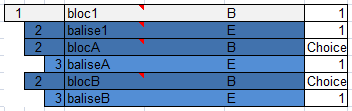 1 bloc1 B 1
2 balise1 E 1
2 blocA B Choice
3 baliseA E 1
2 blocB B Choice
3 baliseB E 1